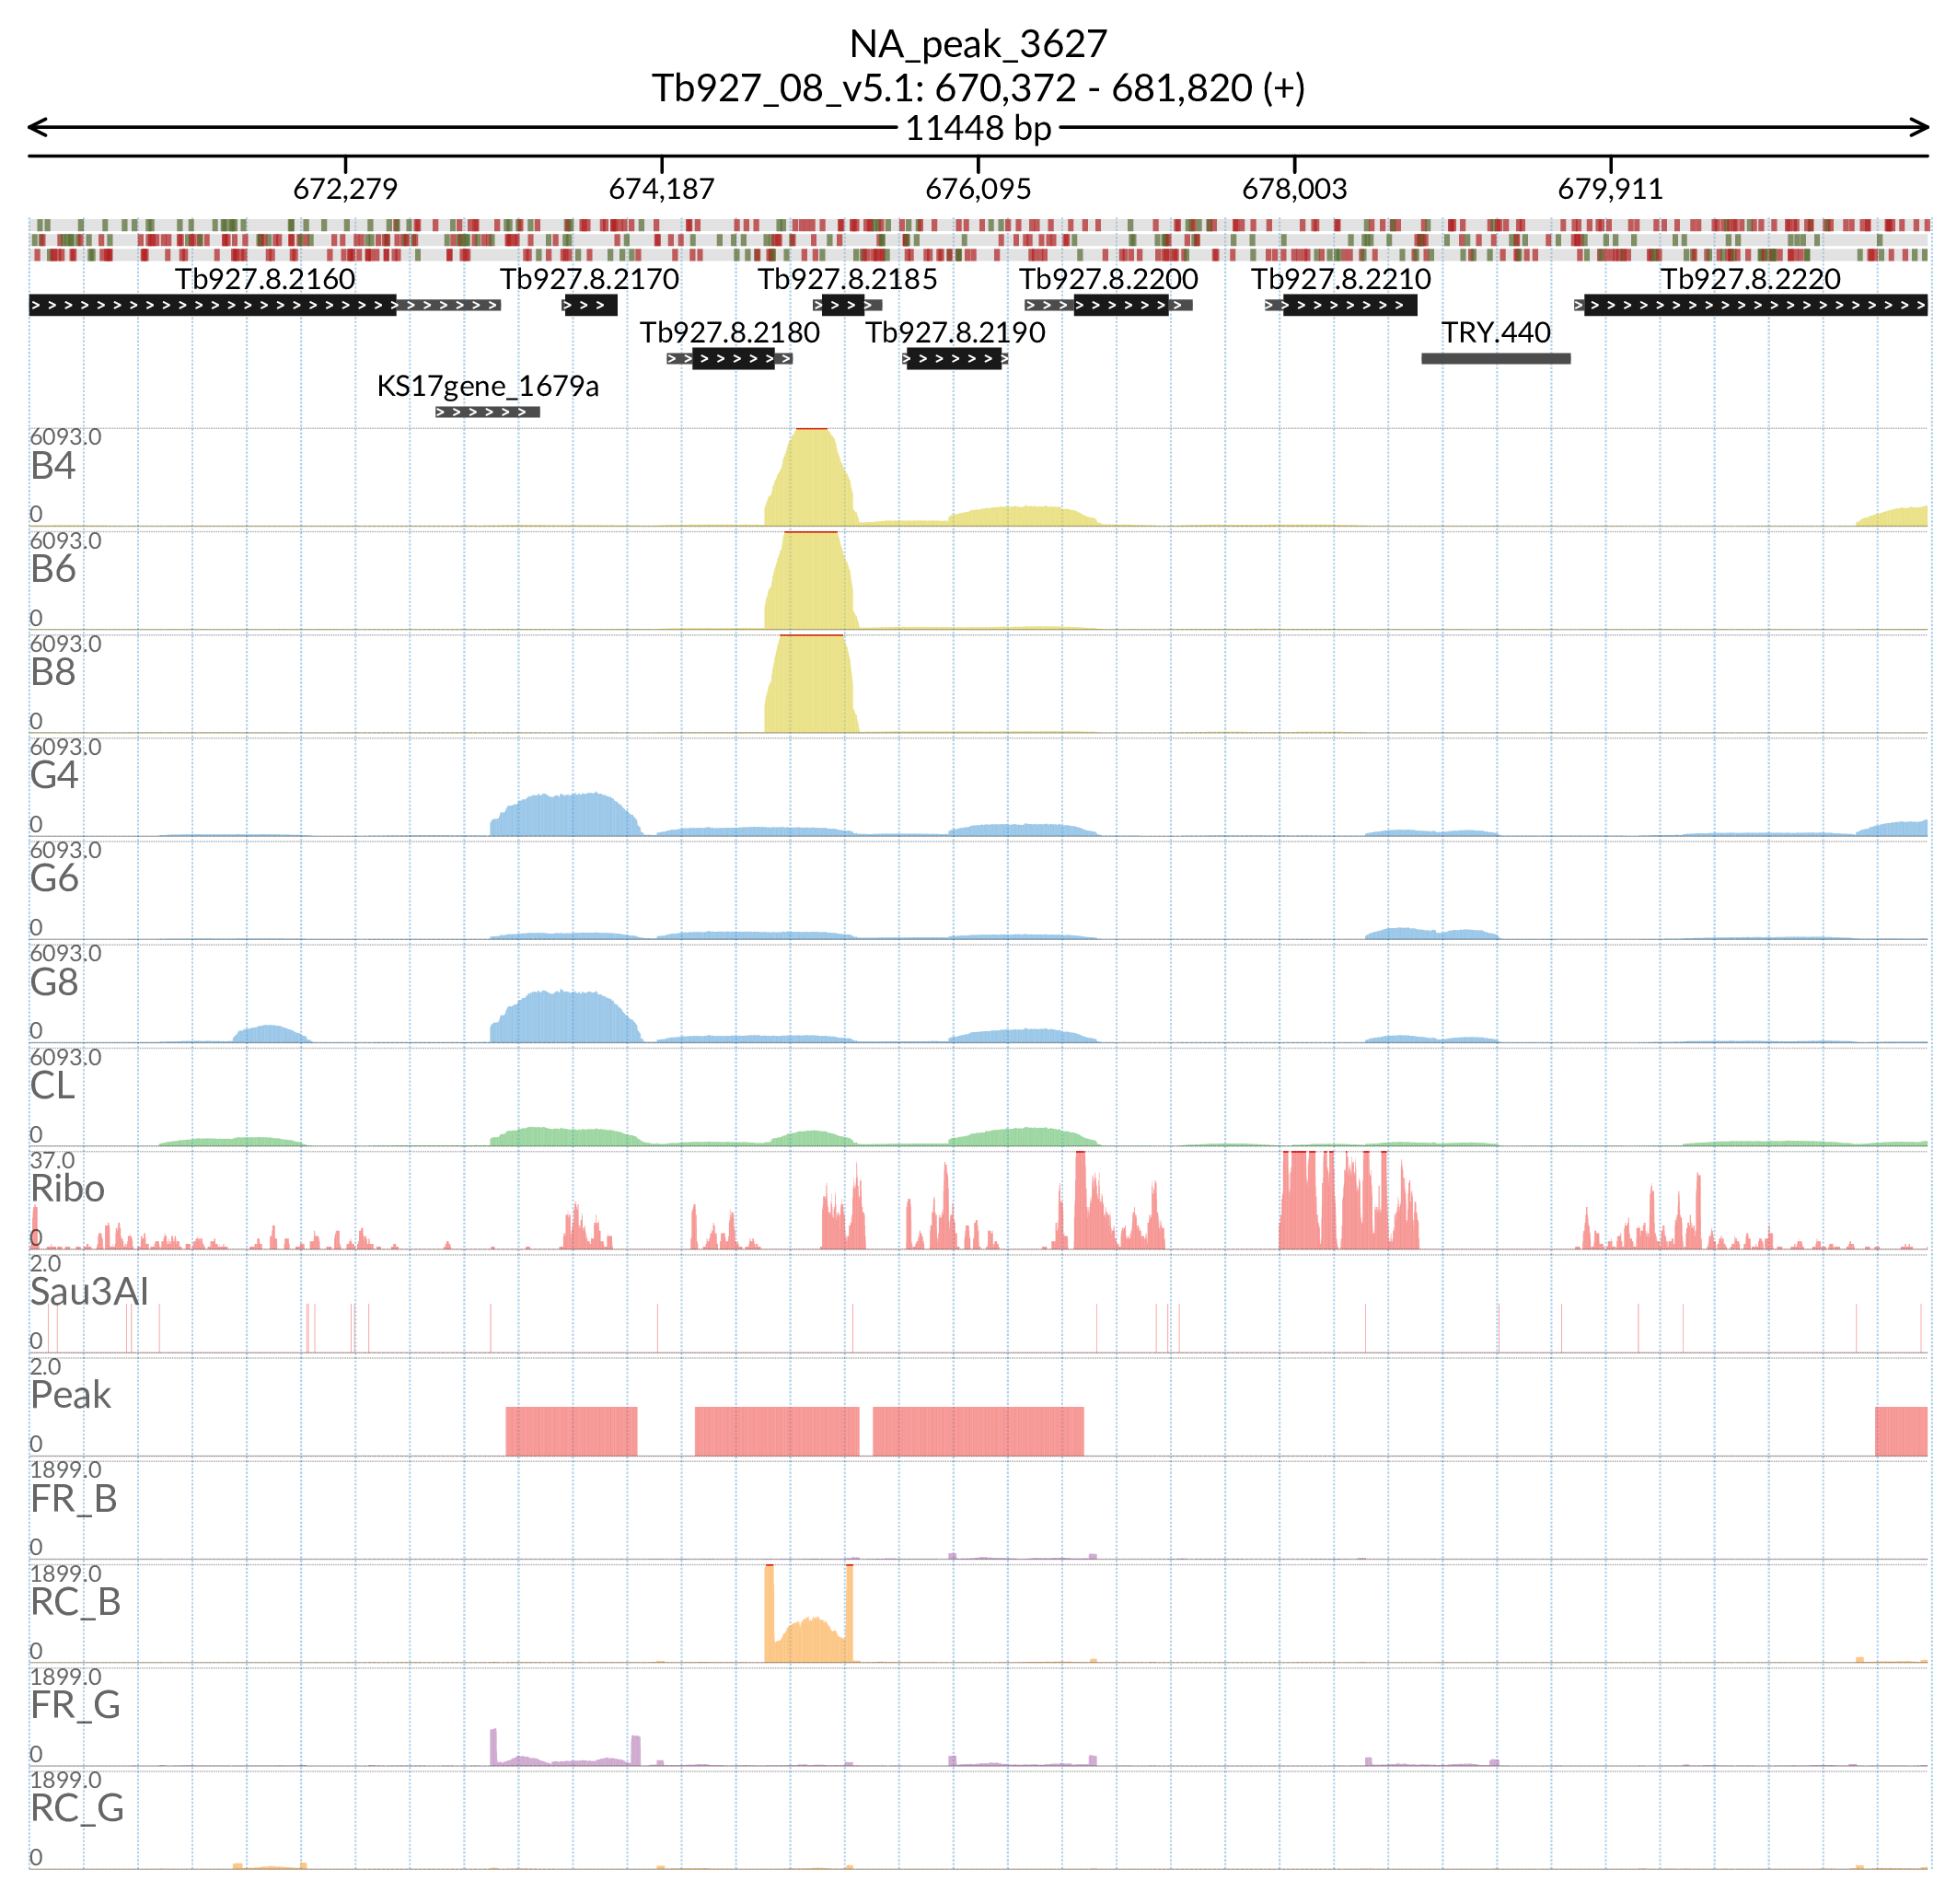 NA_peak_3627
Tb927_08_v5.1: 670,372 - 681,820 (+)
11448 bp
672,279 674,187 676,095 678,003 679,911
Tb927.8.2160 Tb927.8.2170 Tb927.8.2185 Tb927.8.2200 Tb927.8.2210 Tb927.8.2220
Tb927.8.2180 Tb927.8.2190 TRY.440
KS17gene_1679a
6093.0
B4
0
6093.0
B6
0
6093.0
B8
0
6093.0
G4
0
6093.0
G6
0
6093.0
G8
0
6093.0
CL
0
37.0
Ribo
0
2.0
Sau3AI
0
2.0
Peak
0
1899.0
FR_B
0
1899.0
RC_B
0
1899.0
FR_G
0
1899.0
RC_G
0